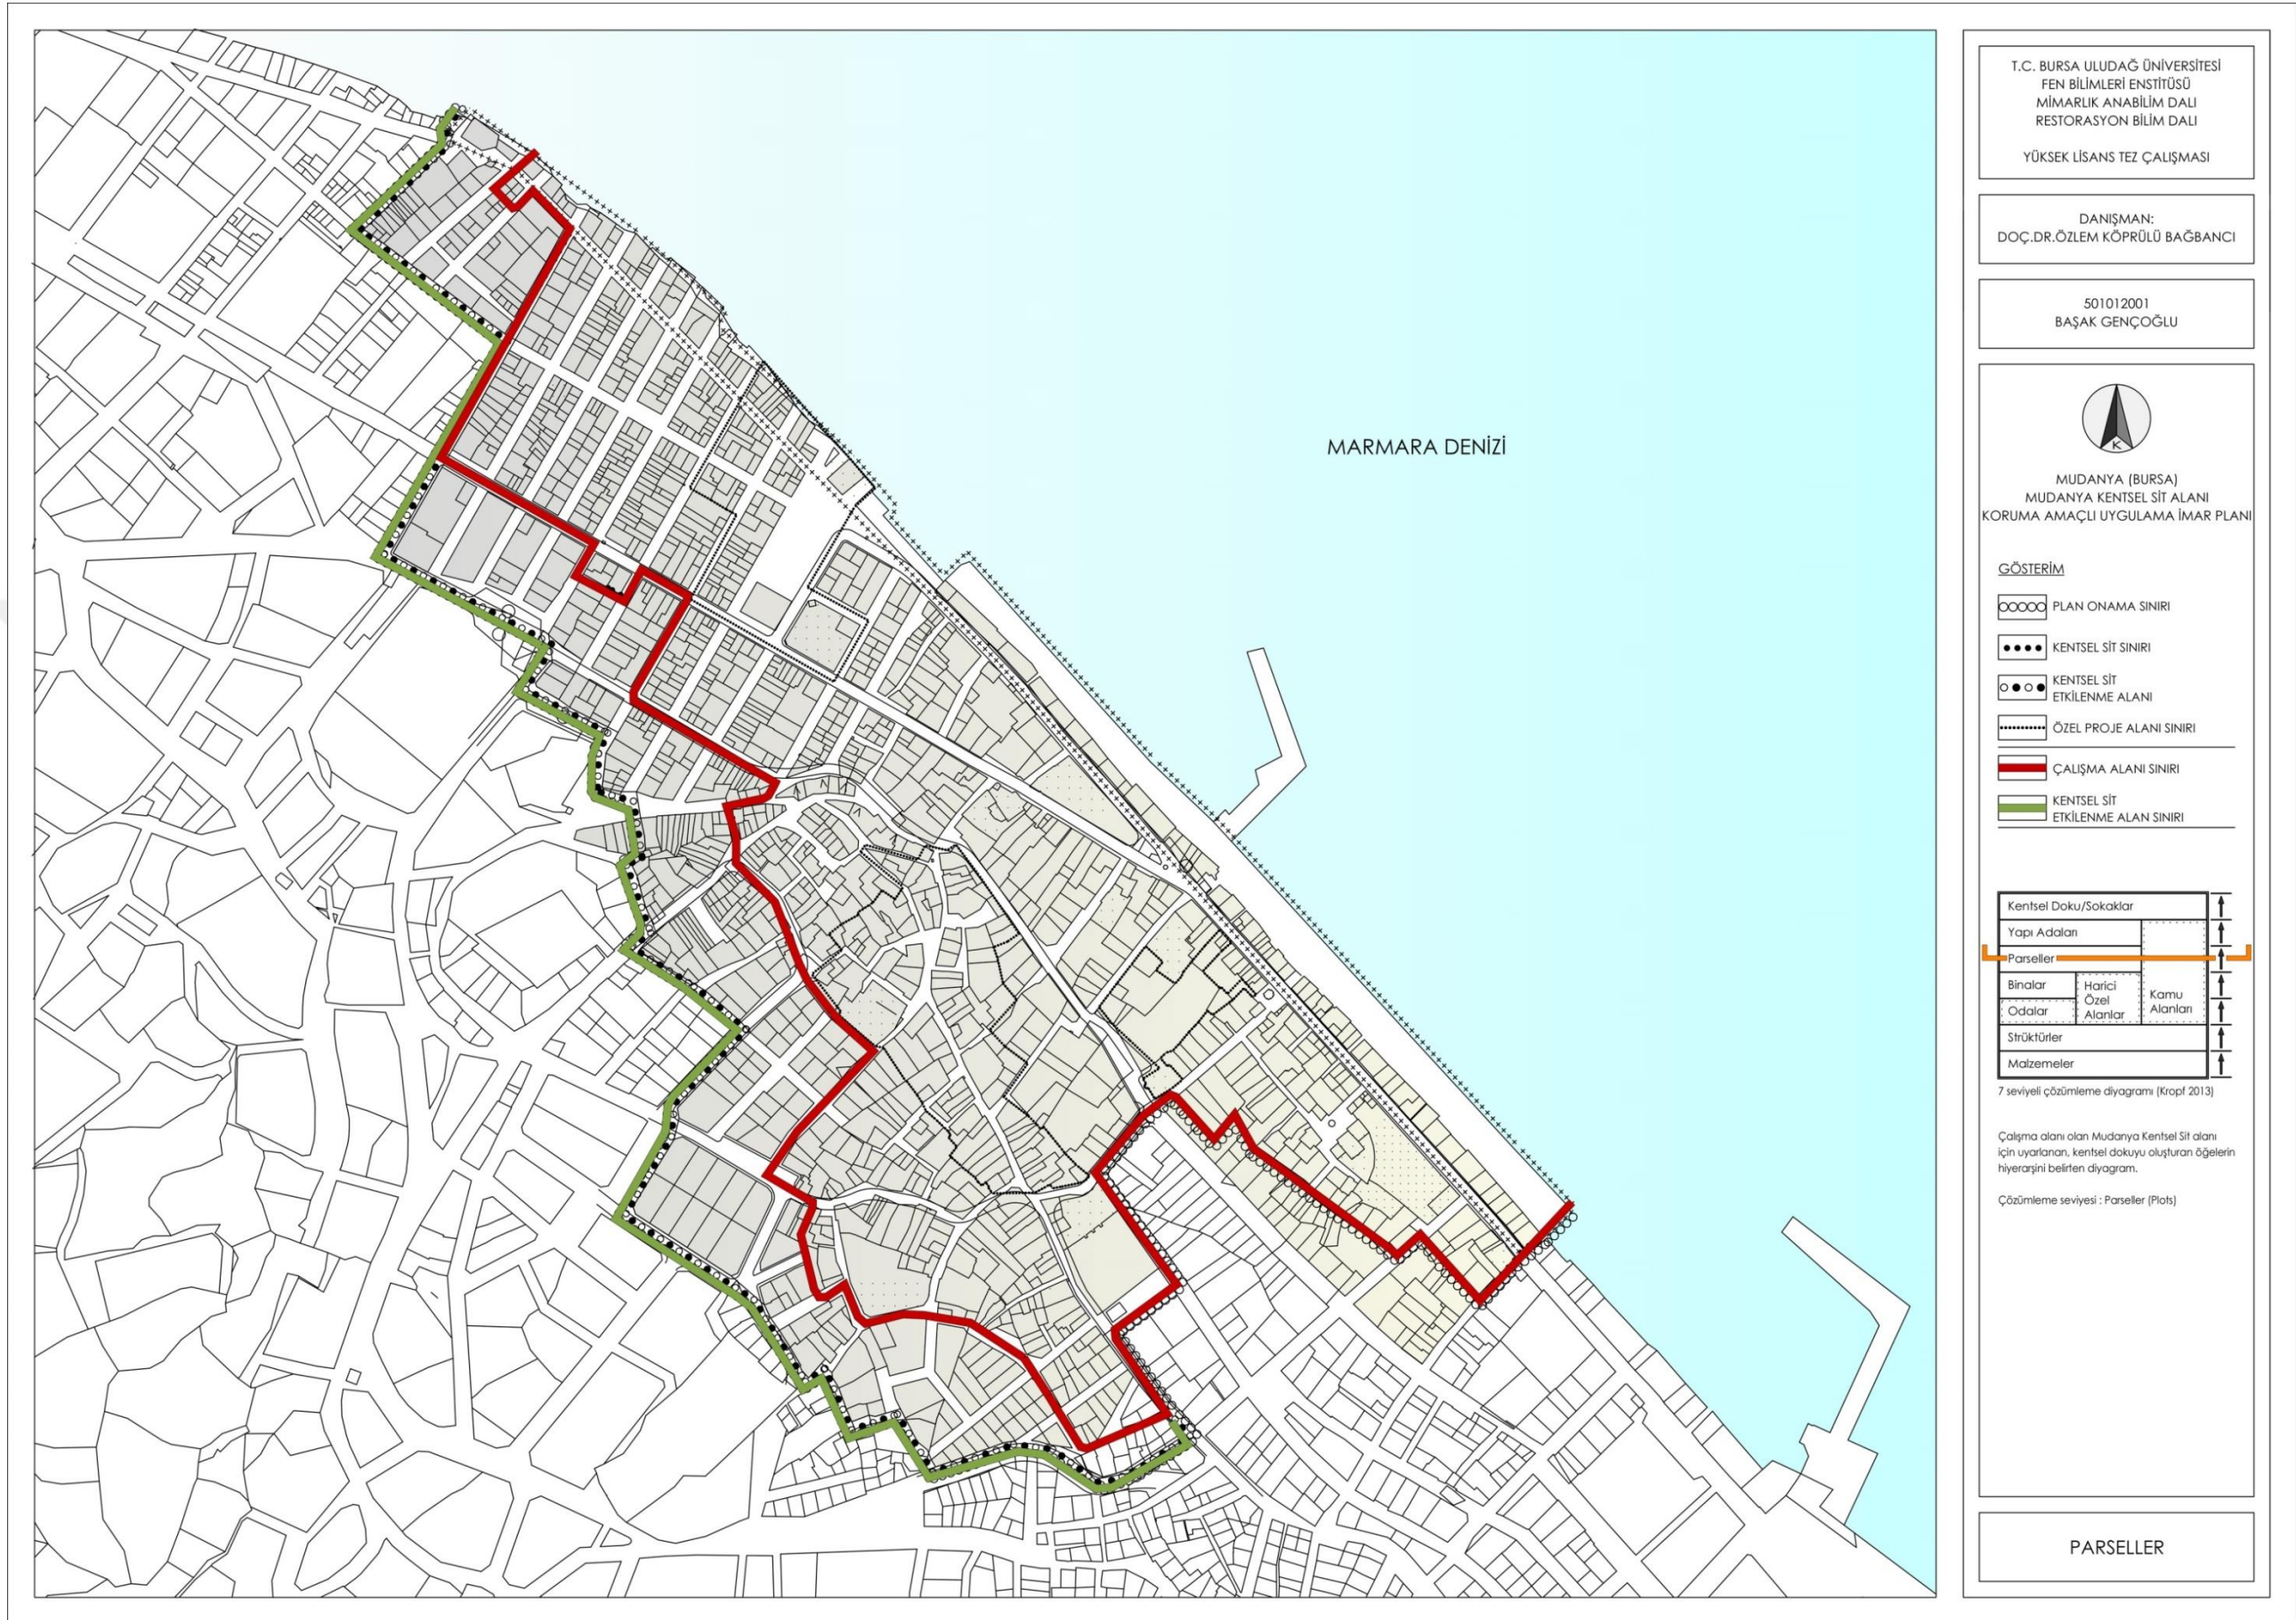 MARMARA DENİZİ
T.C. BURSA ULUDAĞ ÜNİVERSİTESİ
FEN BİLİMLERİ ENSTİTÜSÜ
MİMARLIK ANABİLİM DALI
RESTORASYON BİLİM DALI
YÜKSEK LİSANS TEZ ÇALIŞMASI
DANIŞMAN:
DOÇ.DR.ÖZLEM KÖPRÜLÜ BAĞBANCI
501012001
BAŞAK GENÇOĞLU
K
MUDANYA (BURSA)
MUDANYA KENTSEL SİT ALANI
KORUMA AMAÇLI UYGULAMA İMAR PLANI
GÖSTERİM
PLAN ONAMA SINIRI
KENTSEL SİT SINIRI
KENTSEL SİT
ETKİLENME ALANI
ÖZEL PROJE ALANI SINIRI
ÇALIŞMA ALANI SINIRI
KENTSEL SİT
ETKİLENME ALAN SINIRI
Kentsel Doku/Sokaklar
Yapı Adaları
Parseller
Binalar
Odalar
Harici
Özel
Alanlar
Kamu
Alanları
Strüktürler
Malzemeler
7 seviyeli çözümleme diyagramı (Kropf 2013)
Çalışma alanı olan Mudanya Kentsel Sit alanı
için uyarlanan, kentsel dokuyu oluşturan öğelerin
hiyerarşini belirten diyagram.
Çözümleme seviyesi : Parseller (Plots)
PARSELLER